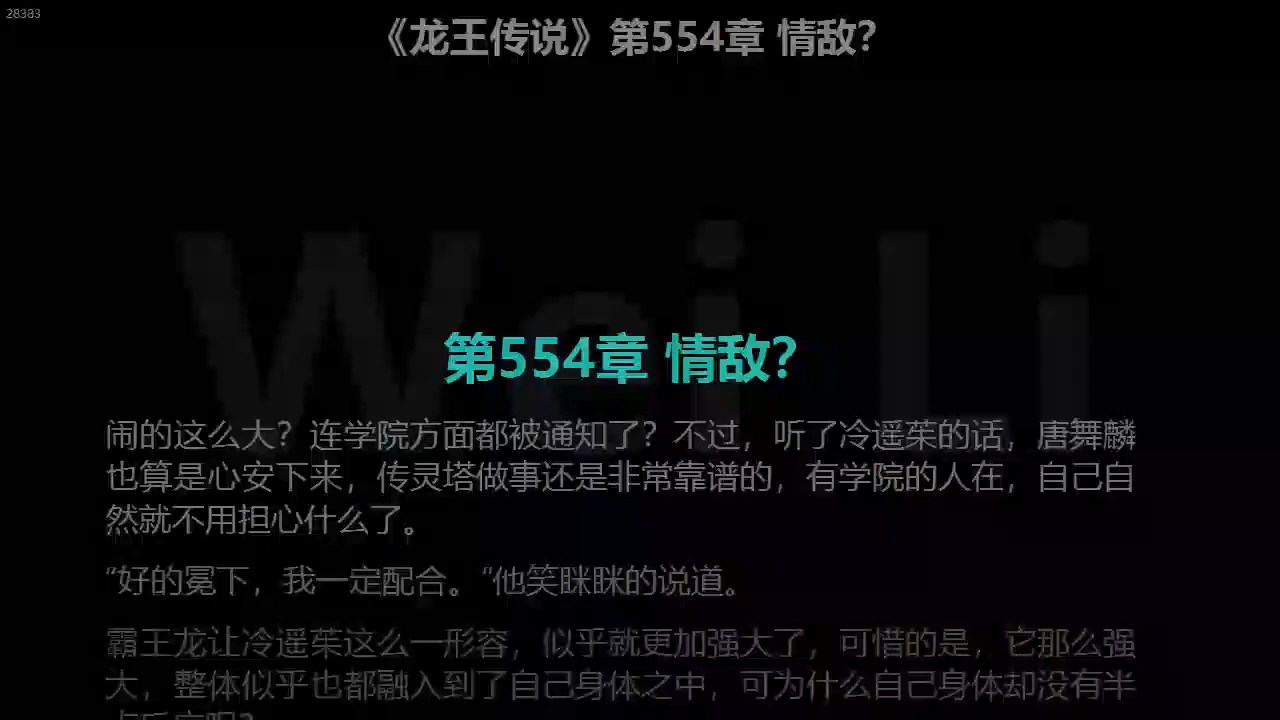 28383
《龙王传说》第554章 情敌?
Wei Li
第554章 情敌?
闹的这么大？连学院方面都被通知了？不过，听了冷遥茱的话，唐舞麟
也算是心安下来，传灵塔做事还是非常靠谱的，有学院的人在，自己自
然就不用担心什么了。
“好的冕下，我一定配合。”他笑眯眯的说道。
霸王龙让冷遥茱这么一形容，似乎就更加强大了，可惜的是，它那么强
大，整体似乎也都融入到了自己身体之中，可为什么自己身体却没有半